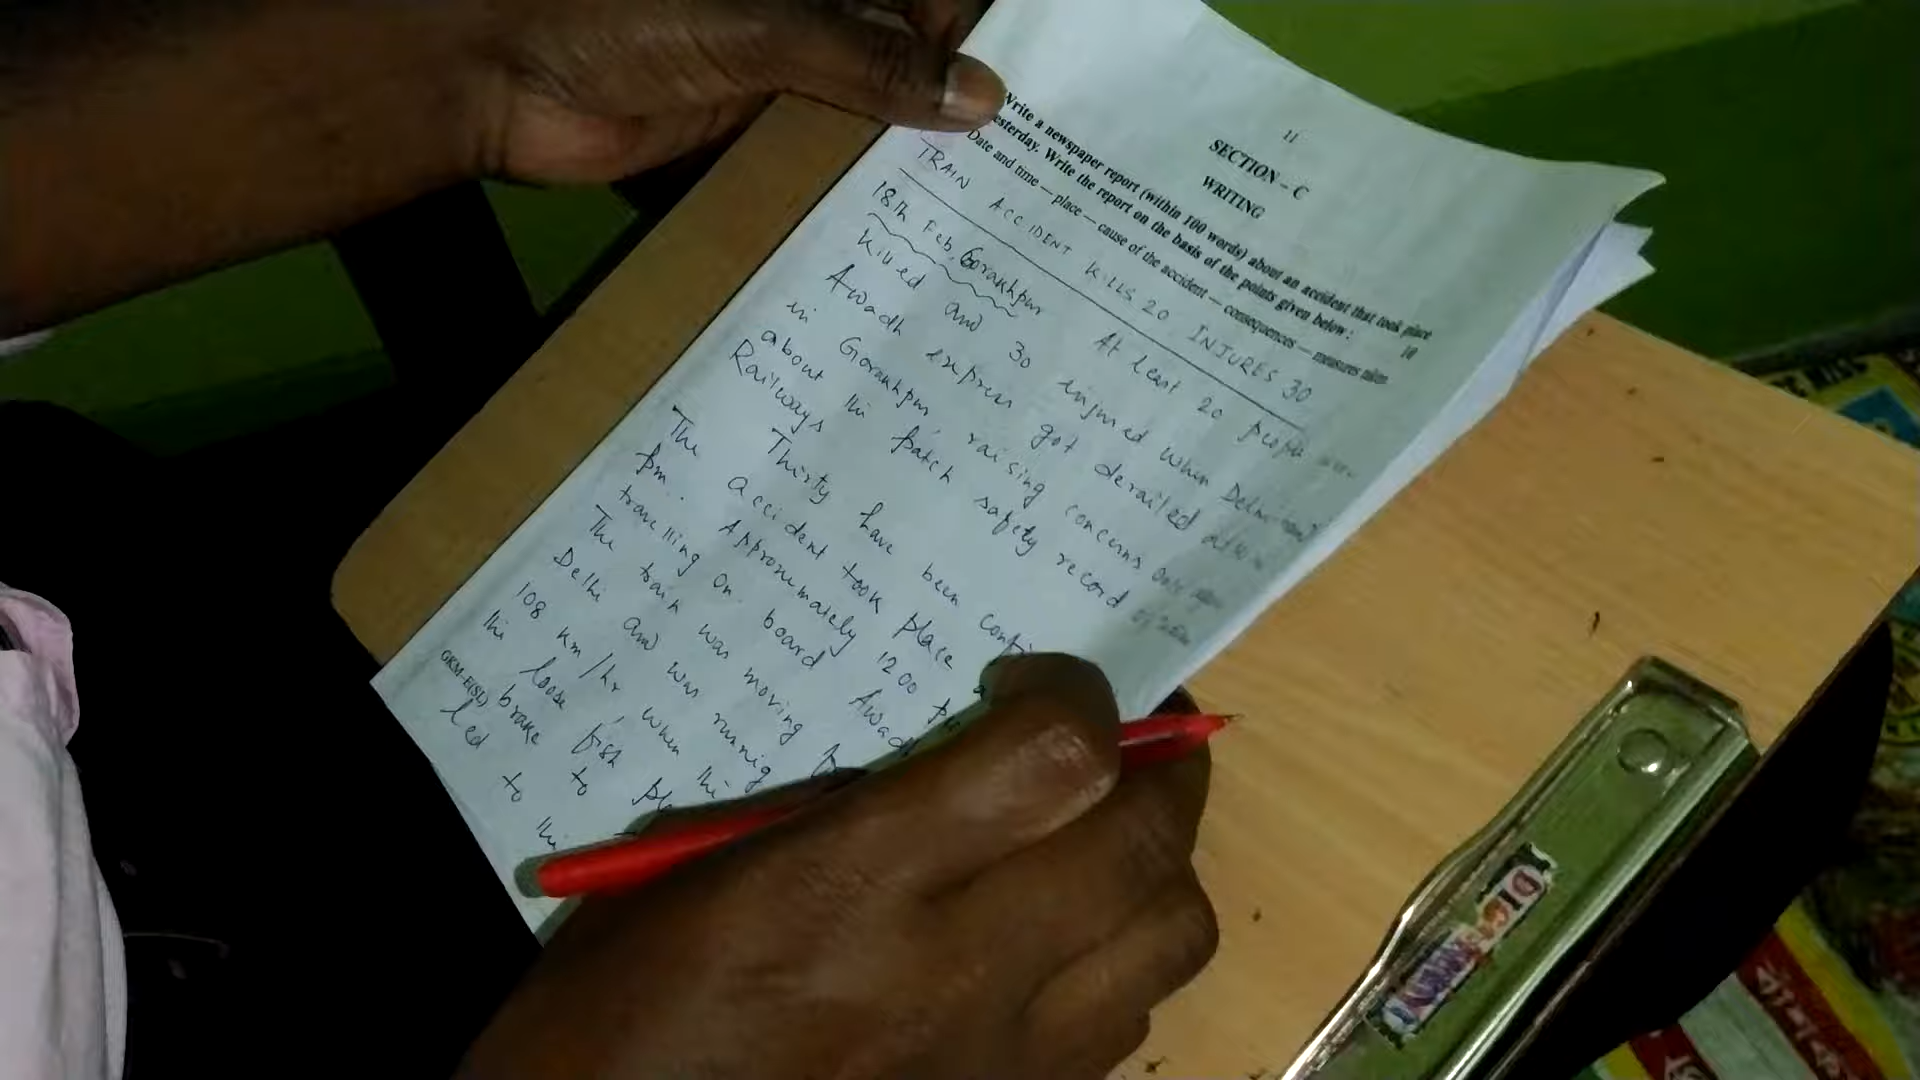 11
SECTION – C
WRITING
Write a newspaper report (within 100 words) about an accident that took place
yesterday. Write the report on the basis of the points given below : 10
Date and time — place — cause of the accident — consequences — measures taken
TRAIN ACCIDENT KILLS 20 INJURES 30
18th Feb, Gorakhpur At least 20 people
killed and 30 injured when Delhi
Awadh express got derailed
in Gorakhpur, raising concerns
about the patch safety record
Railways
Thirty have been
The accident took place
pm. Approximately 1200
travelling on board
The train was moving
Delhi and was runnig
108 km/hr, when the
the loose fish
brake to
led to the
GKM-E(SL)